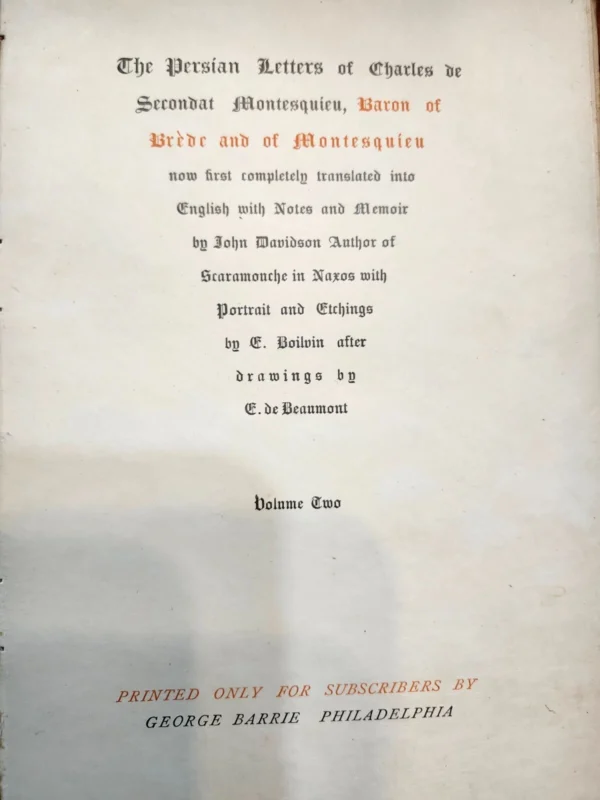 The Persian Letters of Charles de
Secondat Montesquieu, Baron of
Brède and of Montesquieu
now first completely translated into
English with Notes and Memoir
by John Davidson Author of
Scaramouche in Naxos with
Portrait and Etchings
by E. Boilvin after
drawings by
E. de Beaumont
Volume Two
PRINTED ONLY FOR SUBSCRIBERS BY
GEORGE BARRIE PHILADELPHIA